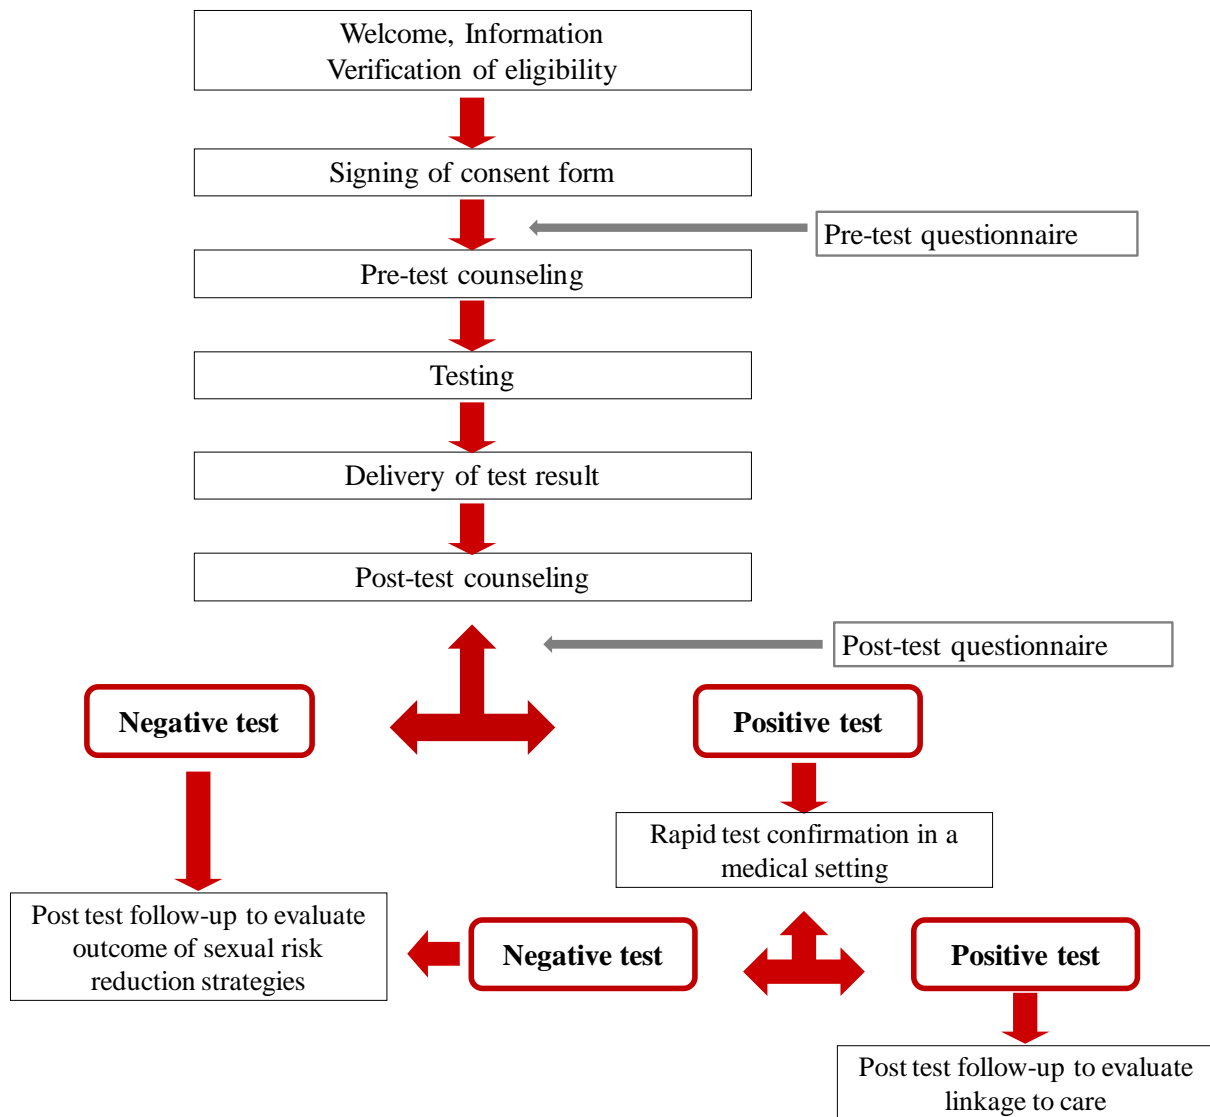 Welcome, Information
Verification of eligibility
Signing of consent form
Pre-test questionnaire
Pre-test counseling
Testing
Delivery of test result
Post-test counseling
Post-test questionnaire
Negative test
Positive test
Rapid test confirmation in a
medical setting
Post test follow-up to evaluate
outcome of sexual risk
reduction strategies
Negative test
Positive test
Post test follow-up to evaluate
linkage to care